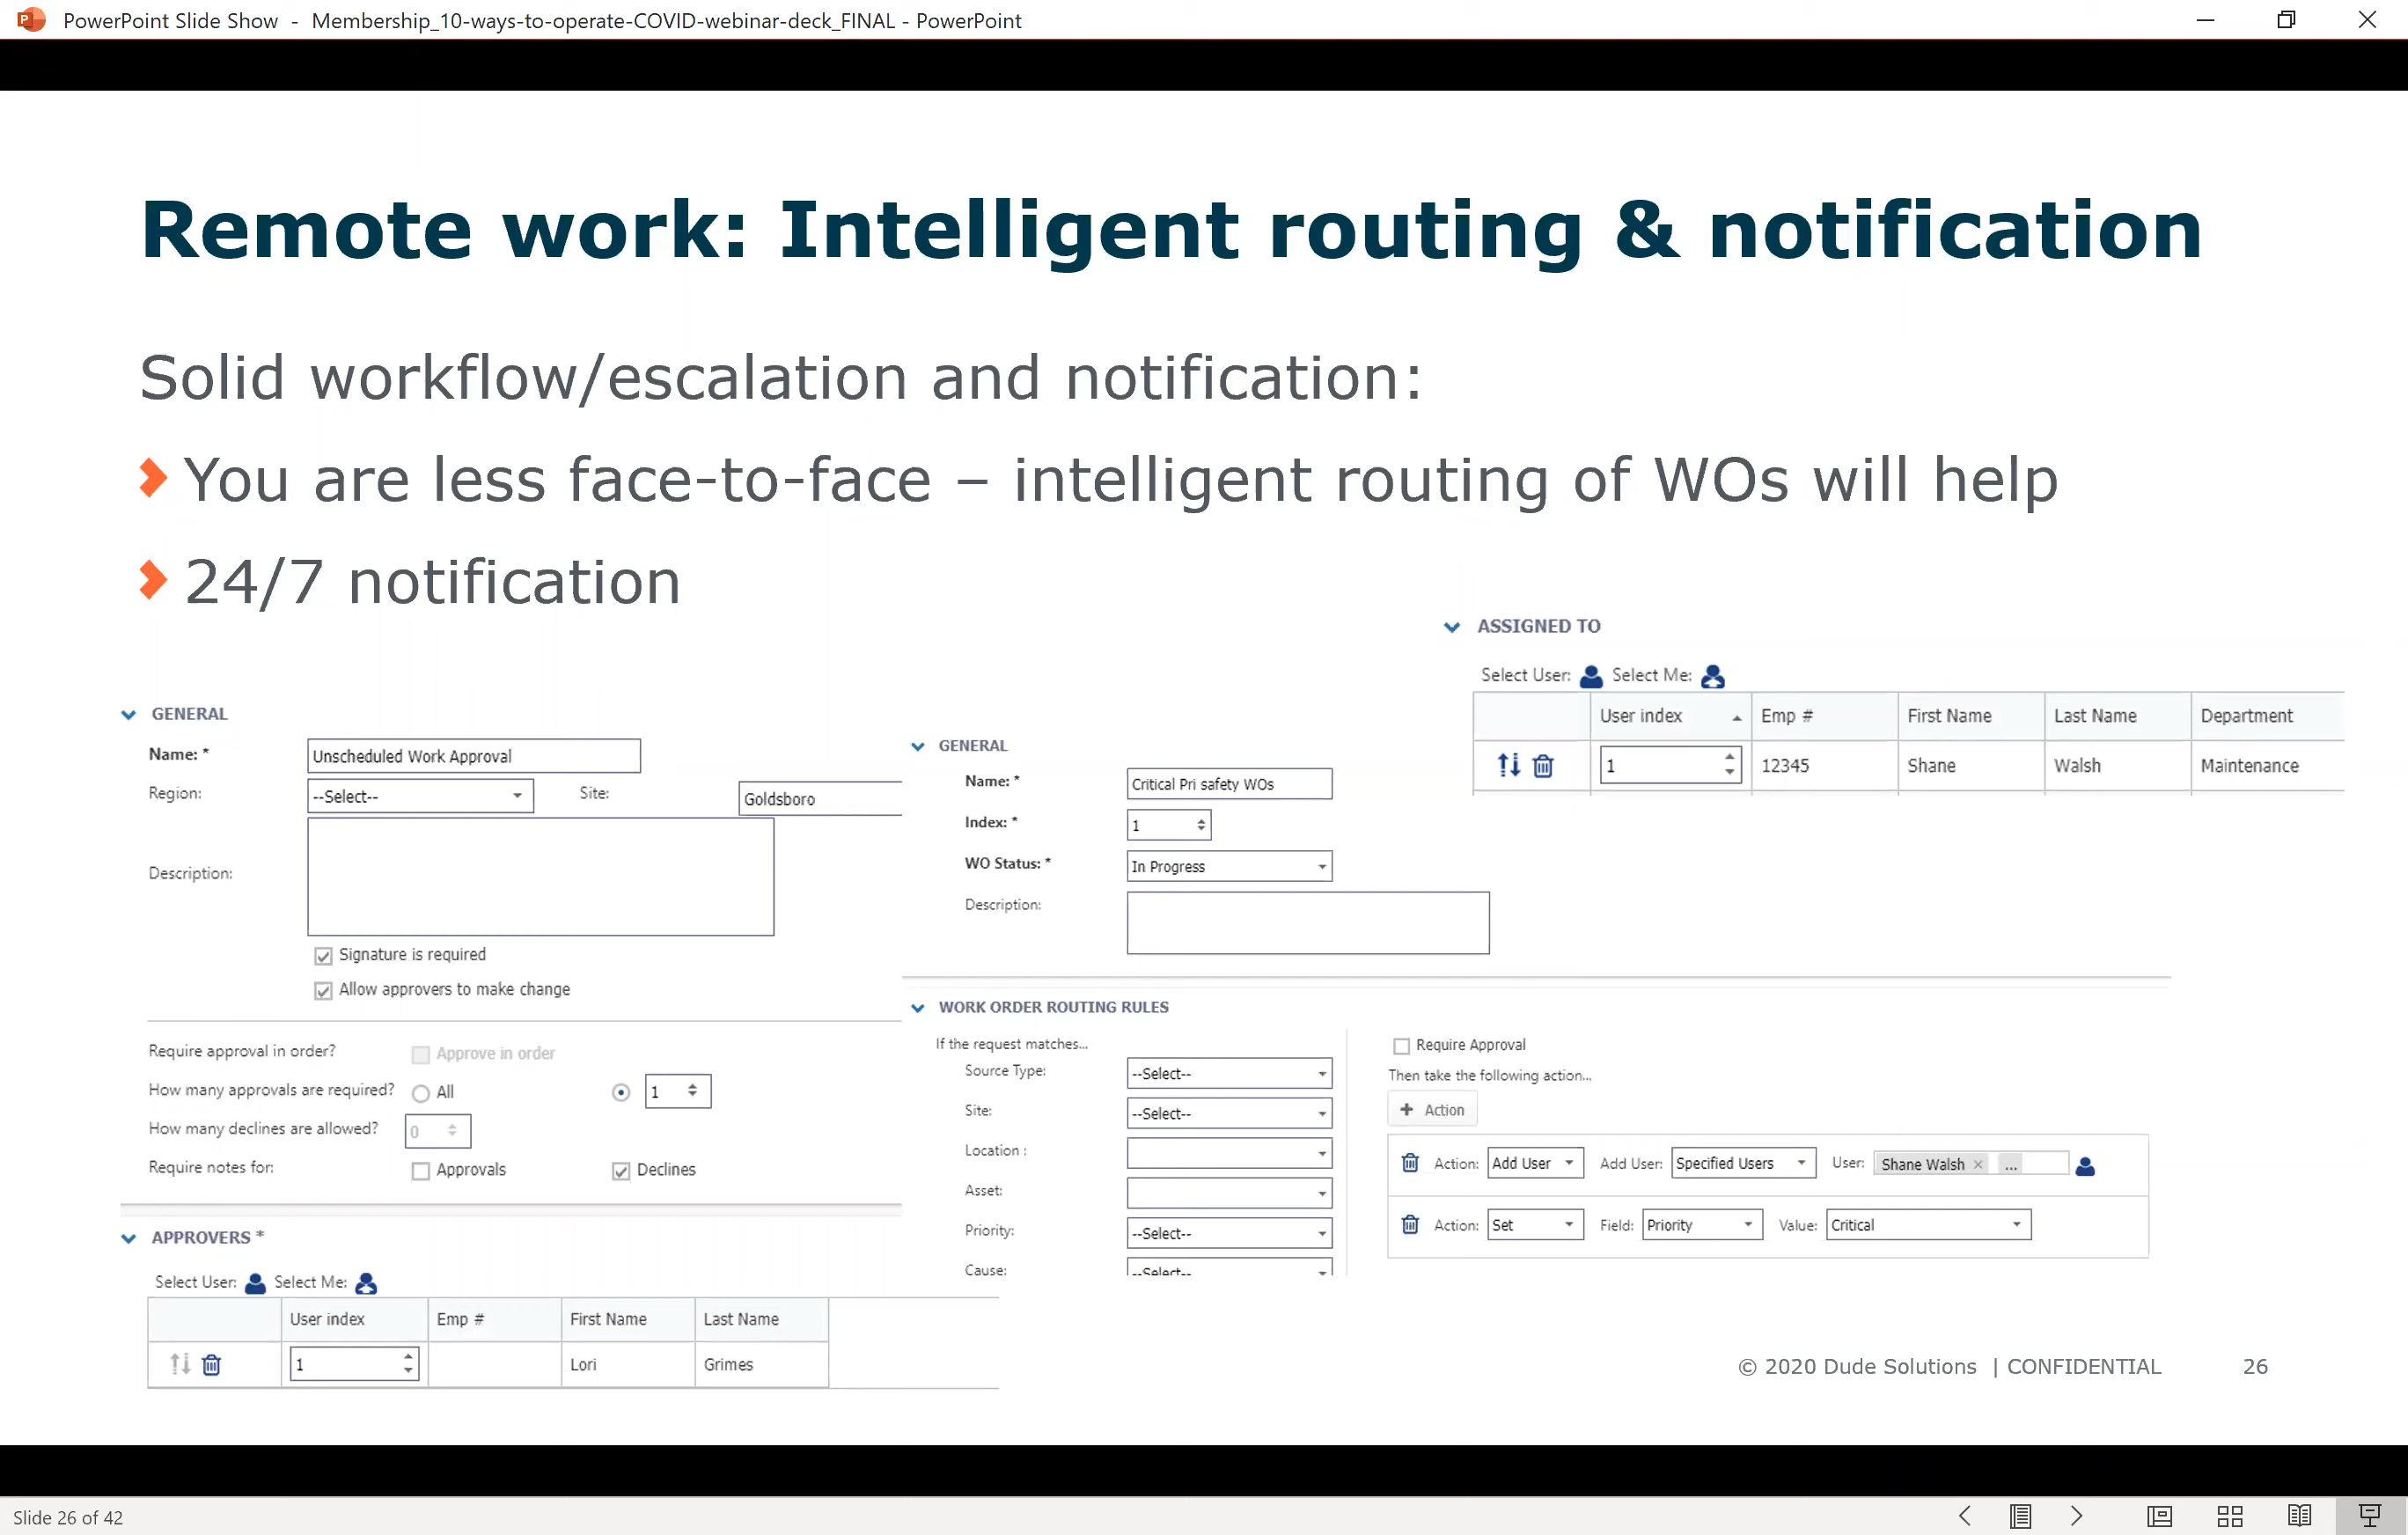 PowerPoint Slide Show - Membership_10-ways-to-operate-COVID-webinar-deck_FINAL - PowerPoint
Remote work: Intelligent routing & notification
Solid workflow/escalation and notification:
You are less face-to-face – intelligent routing of WOs will help
24/7 notification
ASSIGNED TO
Select User: Select Me:
User index Emp # First Name Last Name Department
1 12345 Shane Walsh Maintenance
GENERAL
Name: * Unscheduled Work Approval
Region: --Select-- Site: Goldsboro
Description:
Signature is required
Allow approvers to make change
Require approval in order? Approve in order
How many approvals are required? All 1
How many declines are allowed? 0
Require notes for: Approvals Declines
APPROVERS *
Select User: Select Me:
User index Emp # First Name Last Name
1 Lori Grimes
GENERAL
Name: * Critical Pri safety WOs
Index: * 1
WO Status: * In Progress
Description:
WORK ORDER ROUTING RULES
If the request matches...
Source Type: --Select--
Site: --Select--
Location :
Asset:
Priority: --Select--
Cause: --Select--
Require Approval
Then take the following action...
+ Action
Action: Add User Add User: Specified Users User: Shane Walsh × ...
Action: Set Field: Priority Value: Critical
© 2020 Dude Solutions | CONFIDENTIAL 26
Slide 26 of 42